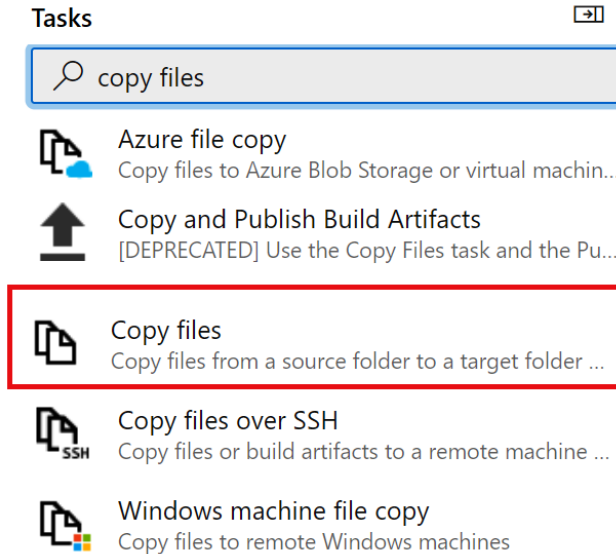 Tasks
copy files
Azure file copy
Copy files to Azure Blob Storage or virtual machin...
Copy and Publish Build Artifacts
[DEPRECATED] Use the Copy Files task and the Pu...
Copy files
Copy files from a source folder to a target folder ...
Copy files over SSH
SSH
Copy files or build artifacts to a remote machine ...
Windows machine file copy
Copy files to remote Windows machines